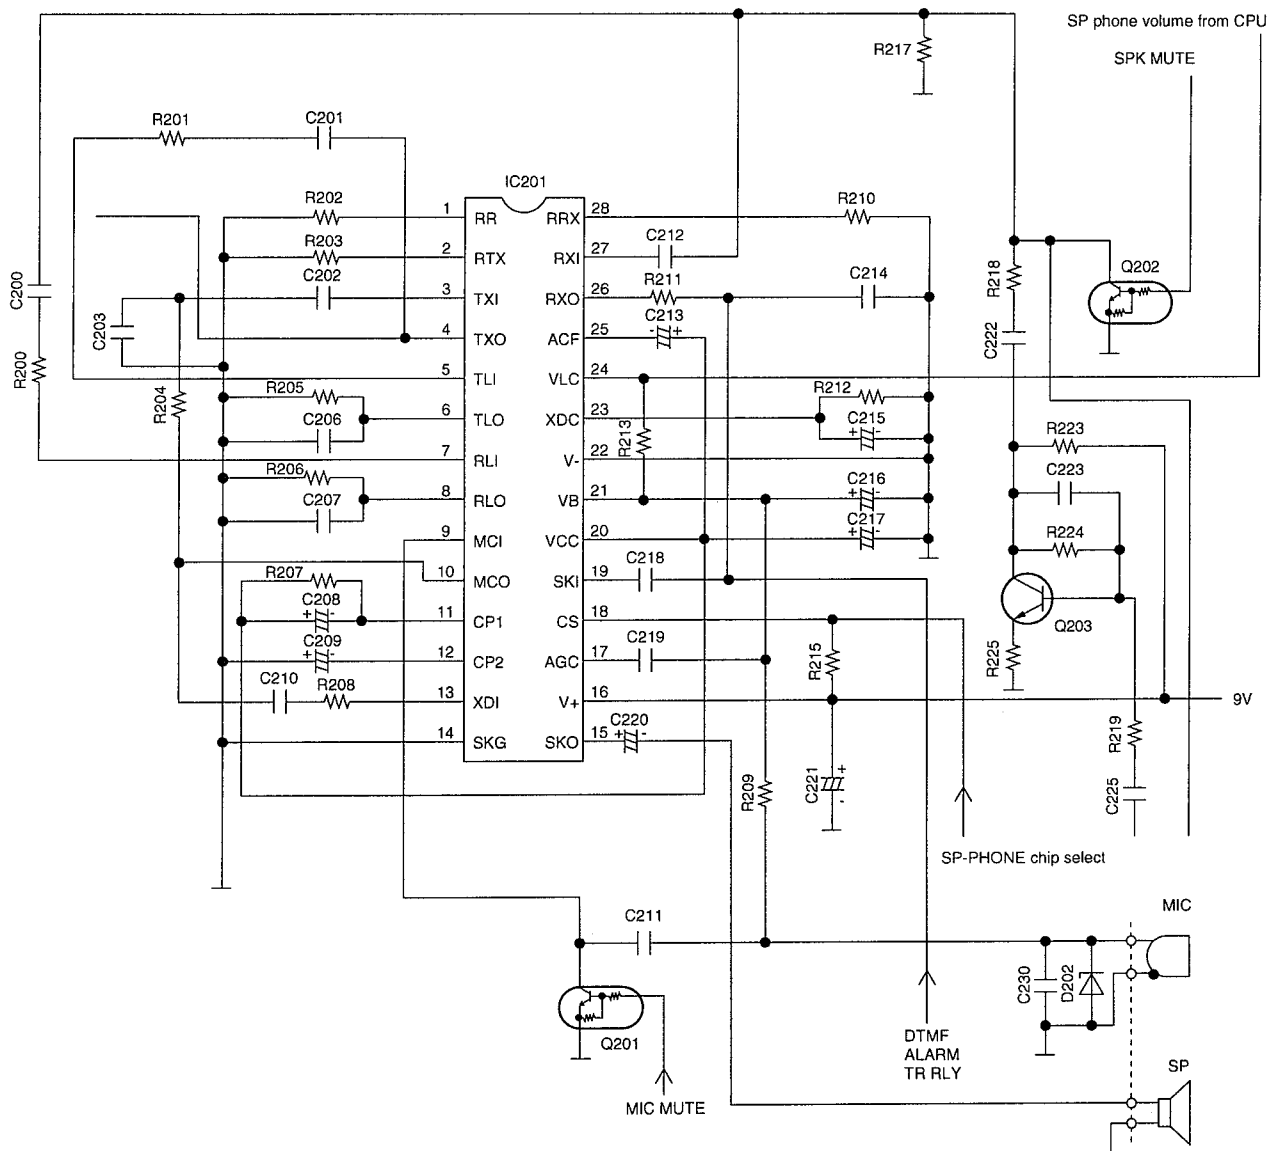 SP phone volume from CPU
SPK MUTE
R217
R201
C201
IC201
R202
1
RR
RRX
28
R210
R203
2
RTX
RXI
27
C212
C202
3
TXI
RXO
26
R211
C214
C200
C203
4
TXO
ACF
25
C213
+
R218
Q202
R200
R204
5
TLI
VLC
24
C222
R205
R212
6
TLO
XDC
23
C206
R213
C215
+
-
7
RLI
V-
22
R223
R206
8
RLO
VB
21
C216
+
-
C223
C207
9
MCI
VCC
20
C217
+
-
R224
R207
10
MCO
SKI
19
C218
C208
+
-
11
CP1
CS
18
Q203
C209
+
-
12
CP2
AGC
17
C219
R215
R225
C210
R208
13
XDI
V+
16
9V
14
SKG
SKO
15
C220
+
-
R219
R209
C221
+
-
C225
SP-PHONE chip select
MIC
C211
C230
D202
Q201
DTMF
ALARM
TR RLY
MIC MUTE
SP